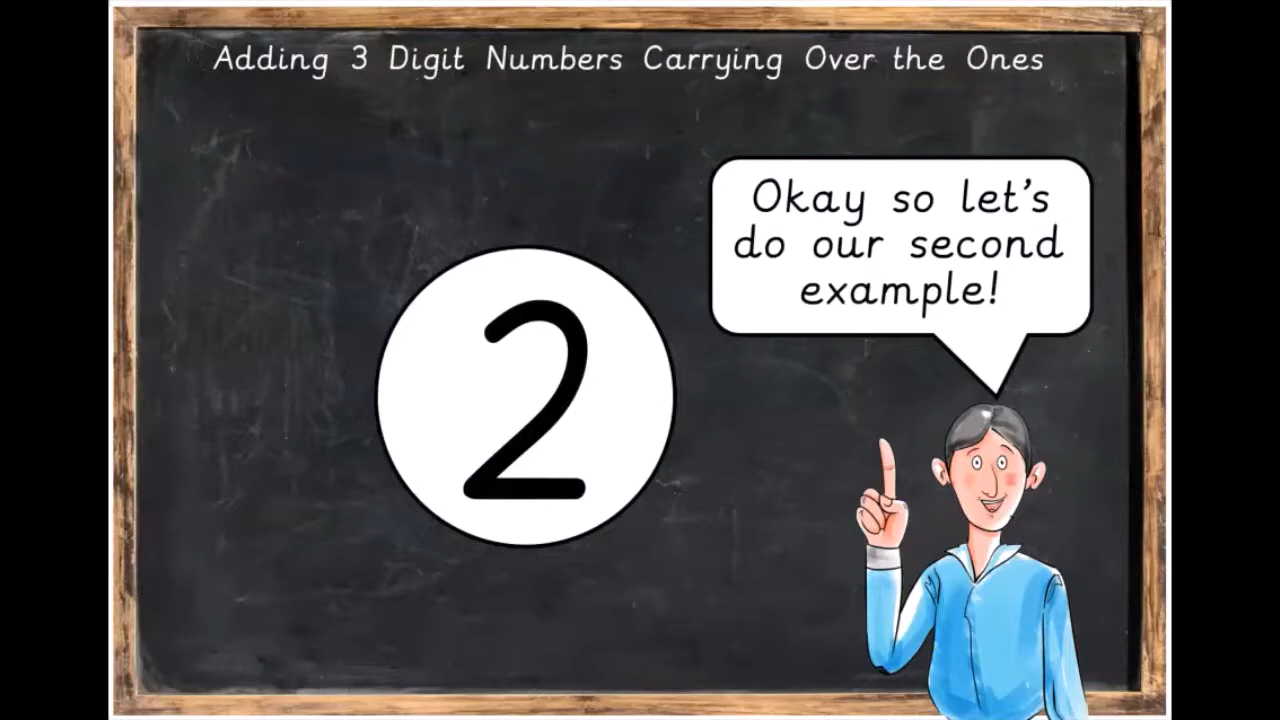 Adding 3 Digit Numbers Carrying Over the Ones
Okay so let's
do our second
example!
2